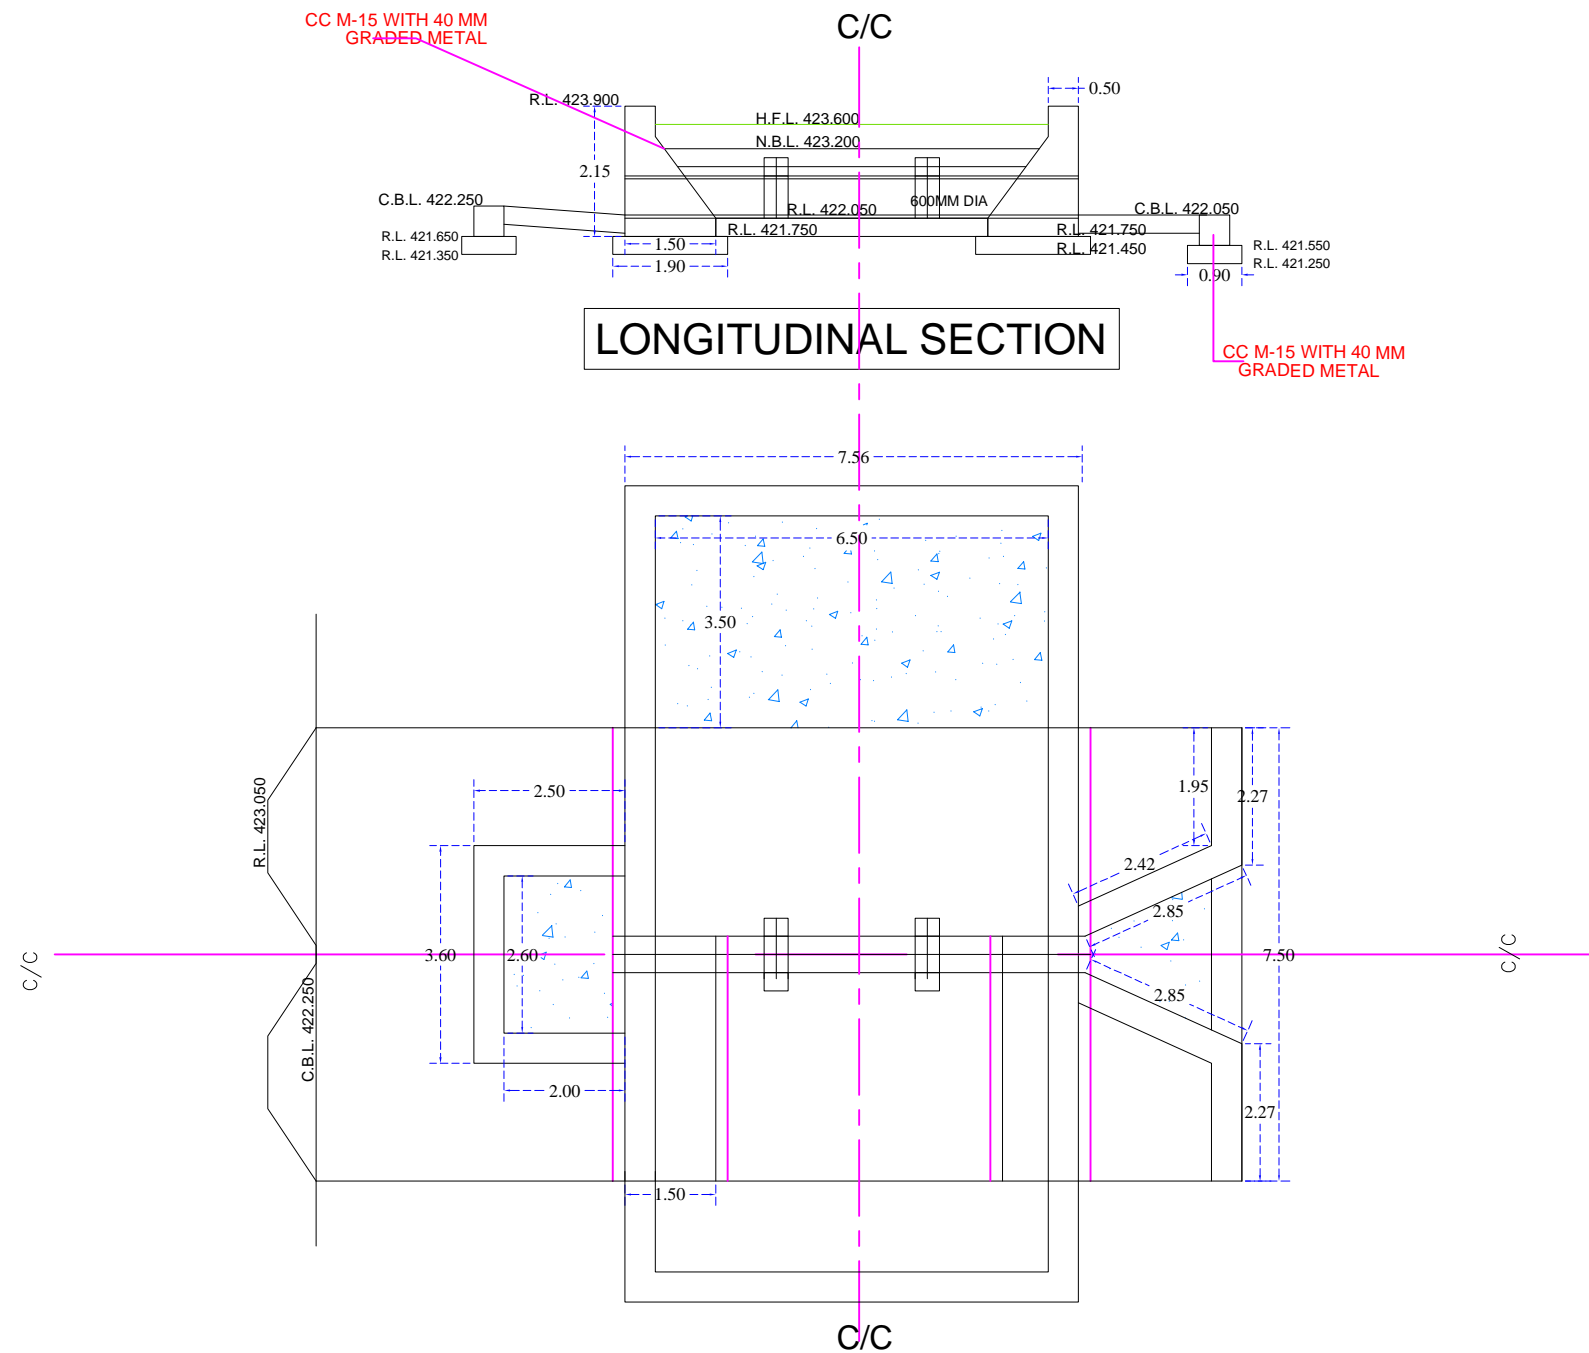 CC M-15 WITH 40 MM
GRADED METAL
C/C
R.L. 423.900
0.50
H.F.L. 423.600
N.B.L. 423.200
2.15
C.B.L. 422.250
600MM DIA
R.L. 422.050
C.B.L. 422.050
R.L. 421.650
R.L. 421.350
1.50
R.L. 421.750
R.L. 421.750
R.L. 421.450
R.L. 421.550
R.L. 421.250
1.90
0.90
LONGITUDINAL SECTION
CC M-15 WITH 40 MM
GRADED METAL
7.56
6.50
3.50
2.50
1.95
2.27
R.L. 423.050
2.42
2.85
3.60
2.60
7.50
C/C
C/C
C.B.L. 422.250
2.85
2.00
2.27
1.50
C/C